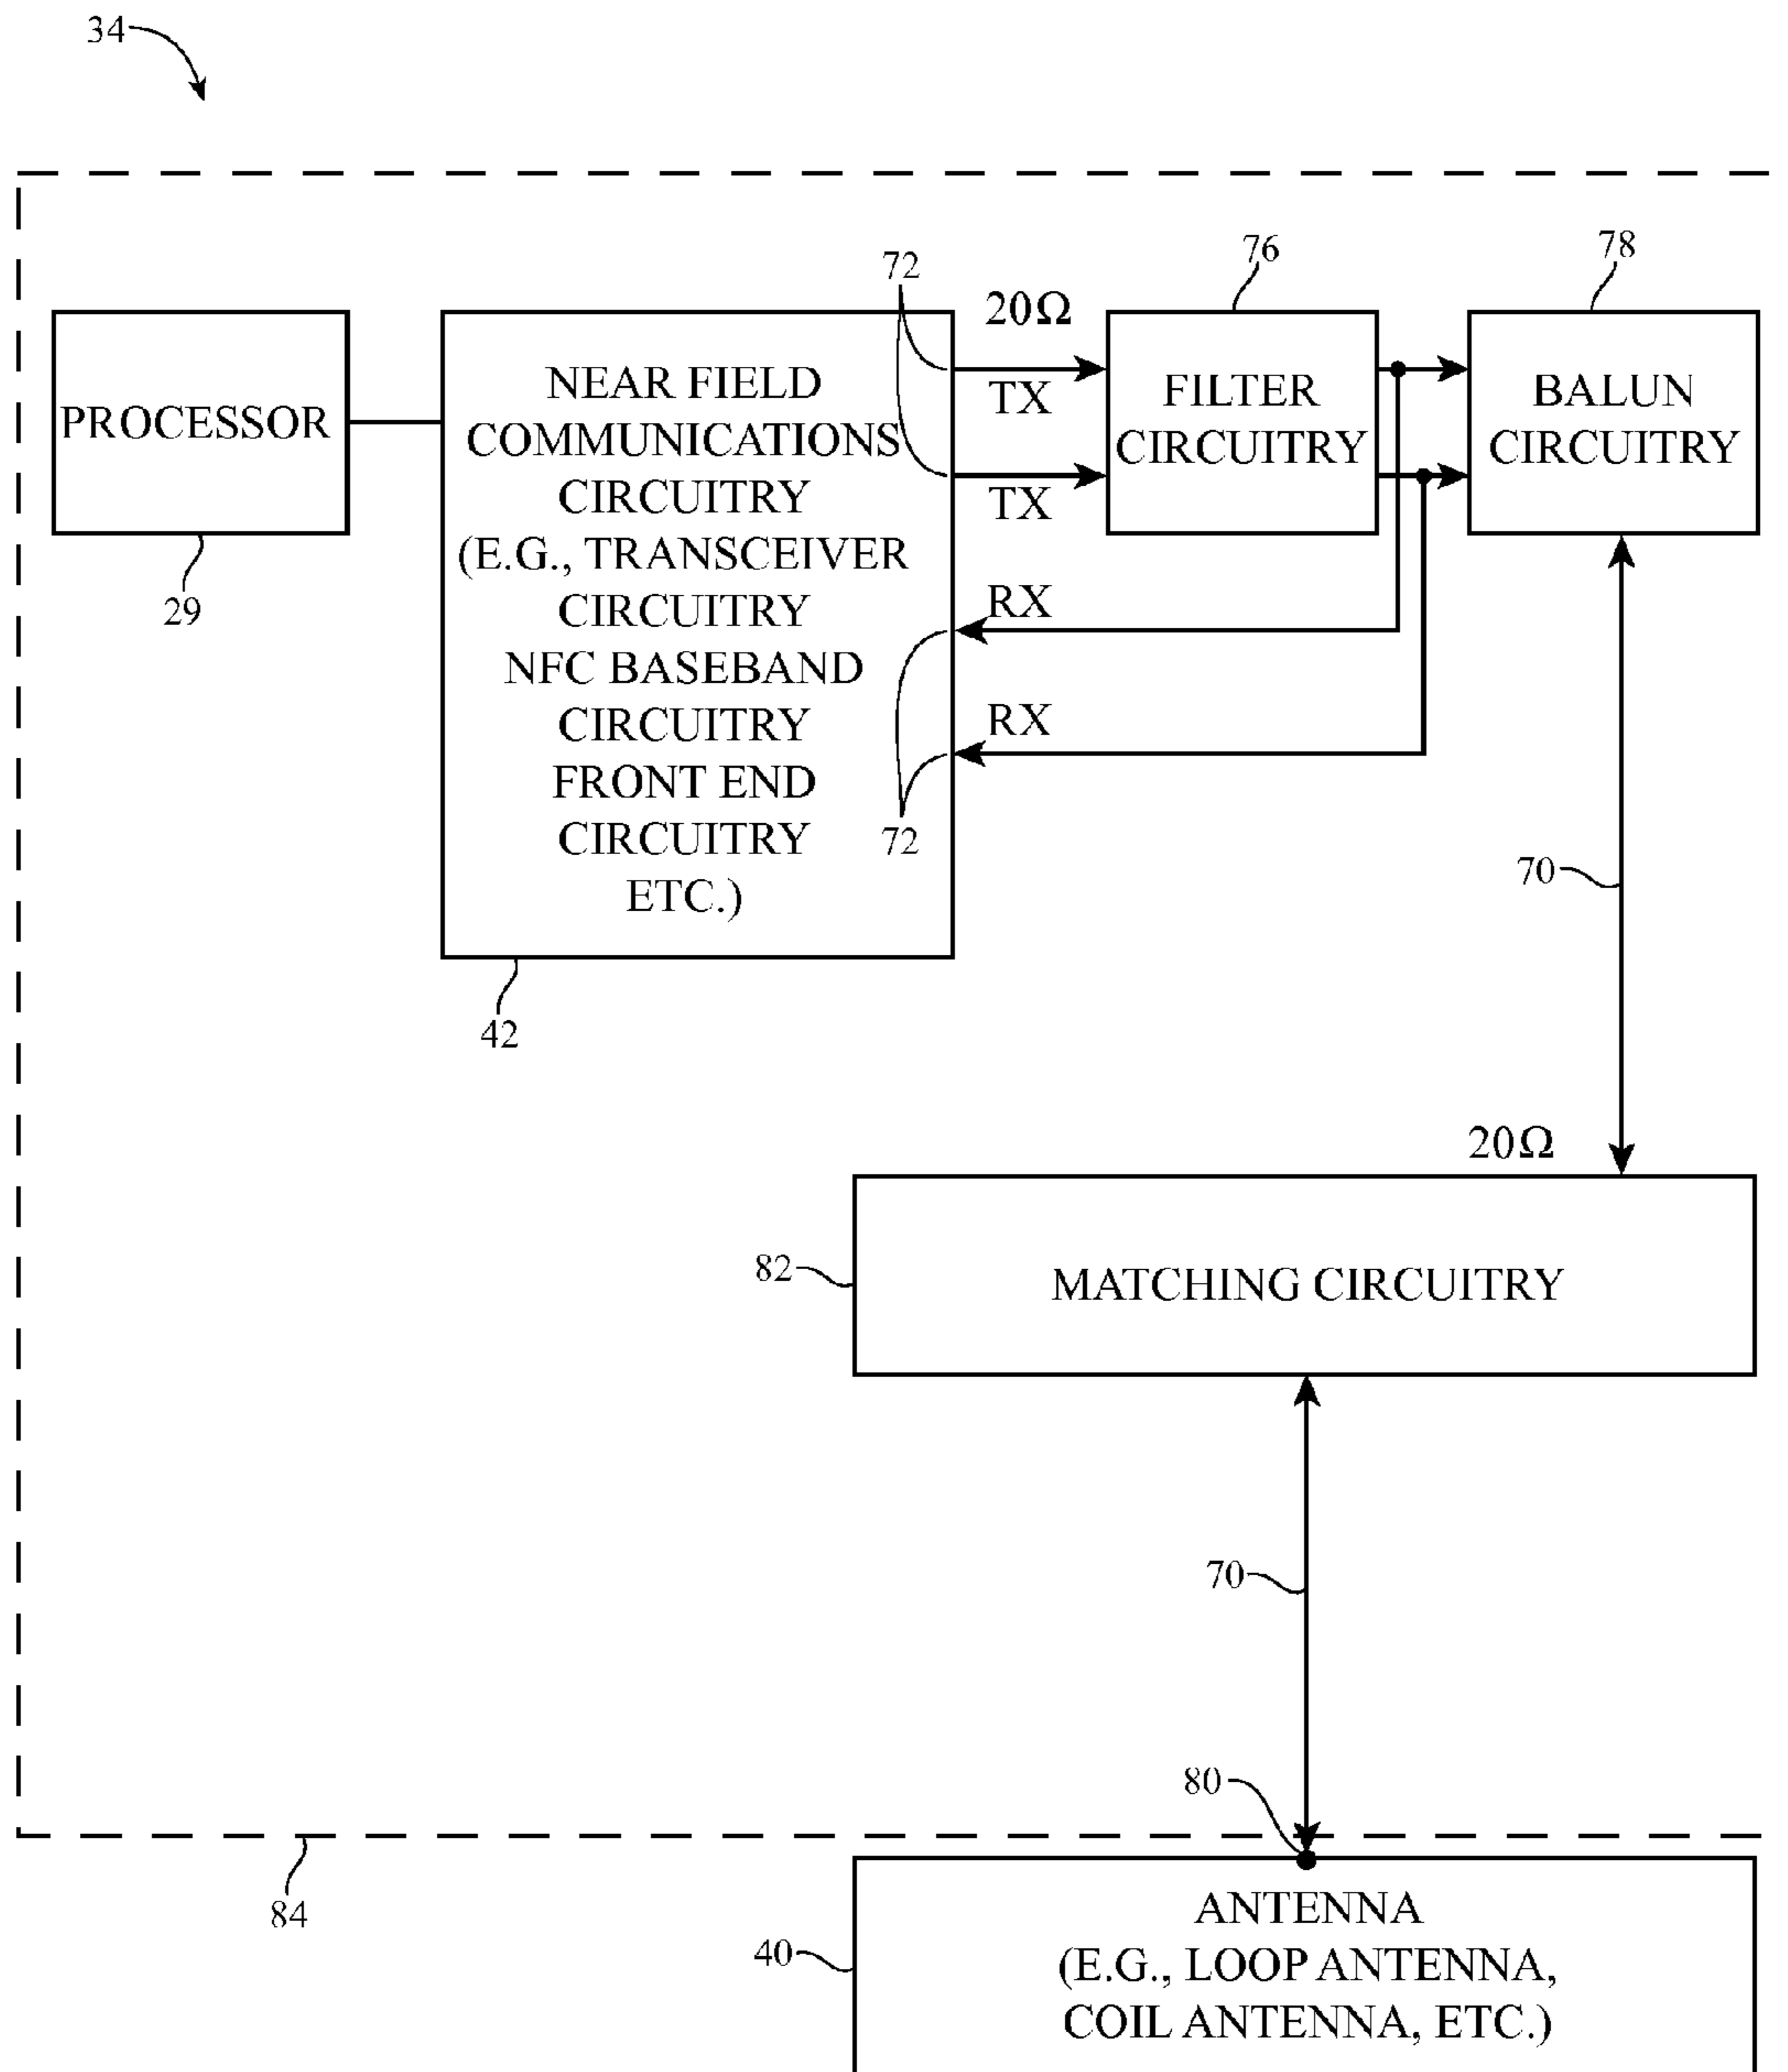 34
72
76
78
20Ω
PROCESSOR
29
NEAR FIELD
COMMUNICATIONS
CIRCUITRY
(E.G., TRANSCEIVER
CIRCUITRY
NFC BASEBAND
CIRCUITRY
FRONT END
CIRCUITRY
ETC.)
72
42
TX
TX
RX
RX
FILTER
CIRCUITRY
BALUN
CIRCUITRY
70
20Ω
82
MATCHING CIRCUITRY
70
80
84
40
ANTENNA
(E.G., LOOP ANTENNA,
COIL ANTENNA, ETC.)